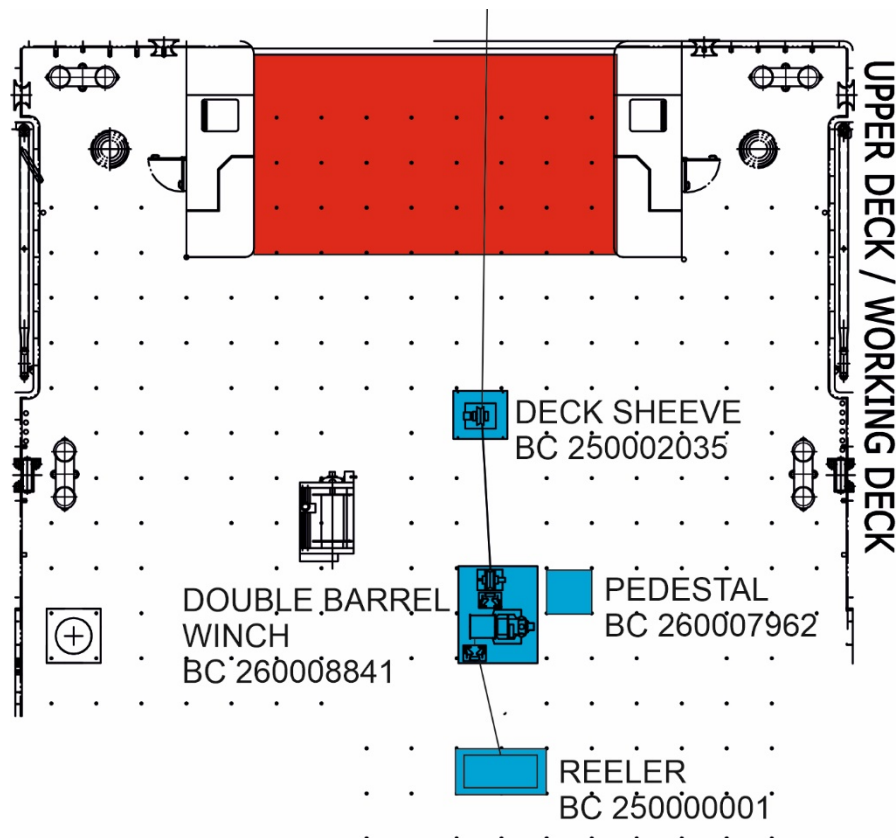 UPPER DECK / WORKING DECK
DECK SHEEVE
BC 250002035
DOUBLE BARREL
WINCH
BC 260008841
PEDESTAL
BC 260007962
REELER
BC 250000001